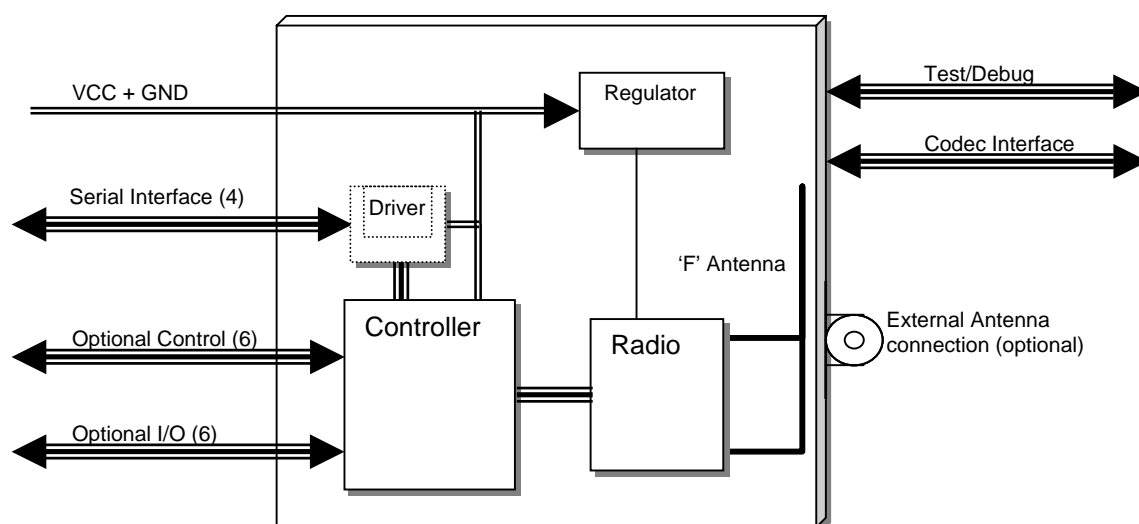 VCC + GND
Regulator
Test/Debug
Codec Interface
Serial Interface (4)
Driver
‘F’ Antenna
Controller
Radio
External Antenna
connection (optional)
Optional Control (6)
Optional I/O (6)